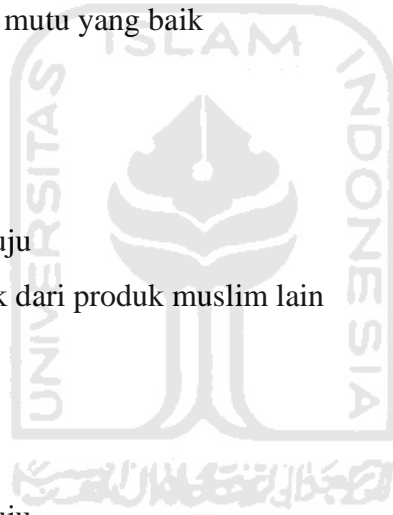 mutu yang baik
ISLAM
UNIVERSITAS
INDONESIA
uju
k dari produk muslim lain